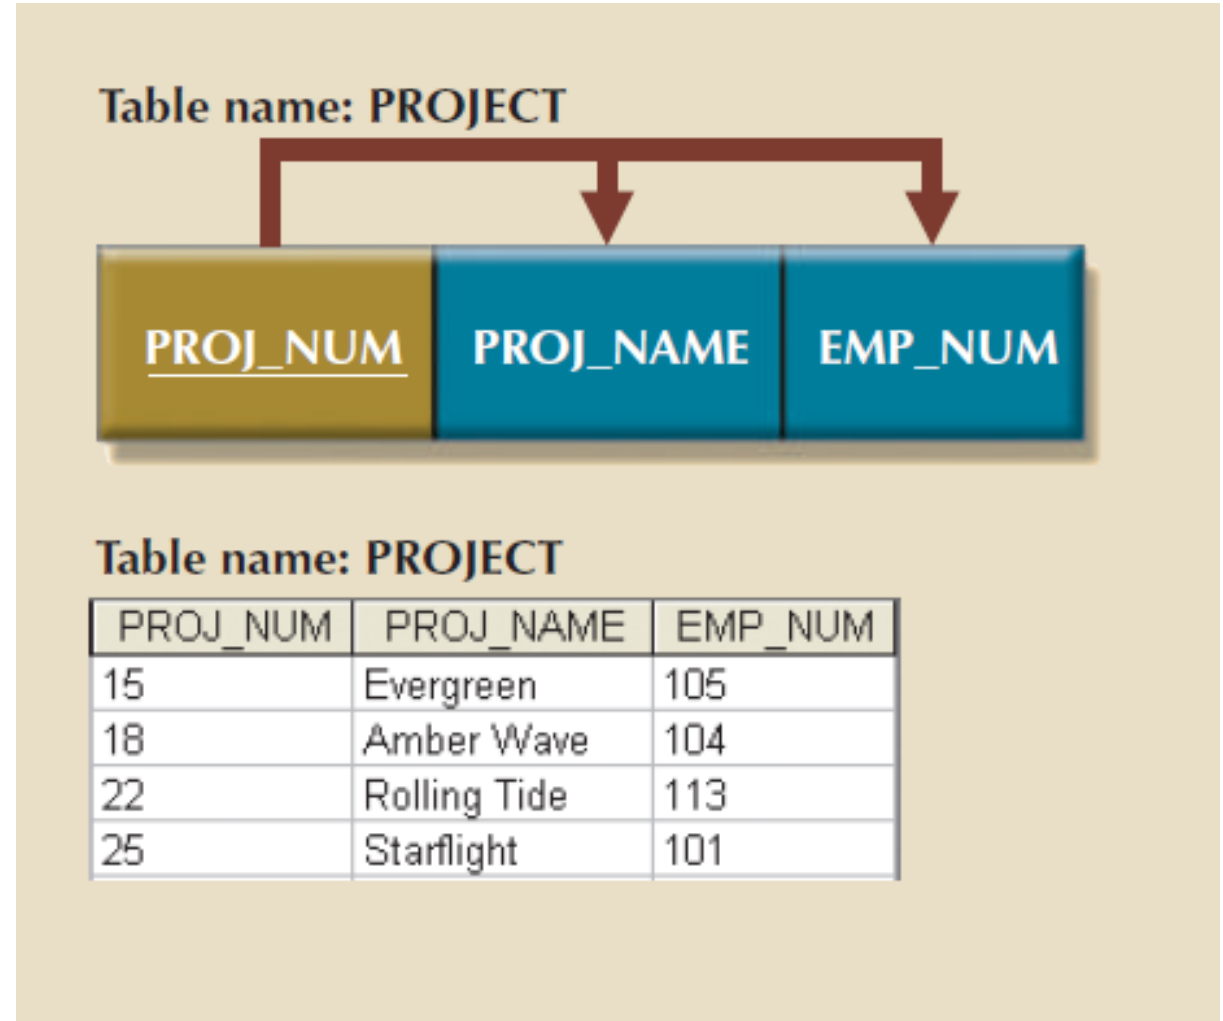 Table name: PROJECT
PROJ_NUM PROJ_NAME EMP_NUM
Table name: PROJECT
PROJ_NUM PROJ_NAME EMP_NUM
15 Evergreen 105
18 Amber Wave 104
22 Rolling Tide 113
25 Starflight 101